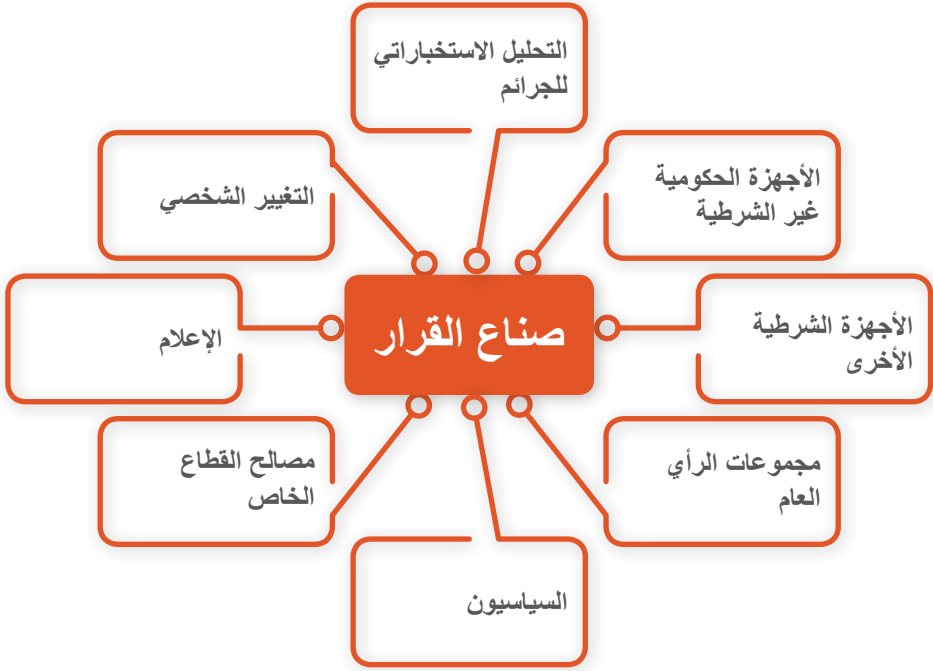 التحليل الاستخباراتي
للجرائم
الأجهزة الحكومية
غير الشرطية
التغيير الشخصي
الأجهزة الشرطية
الأخرى
صناع القرار
الإعلام
مجموعات الرأي
العام
مصالح القطاع
الخاص
السياسيون